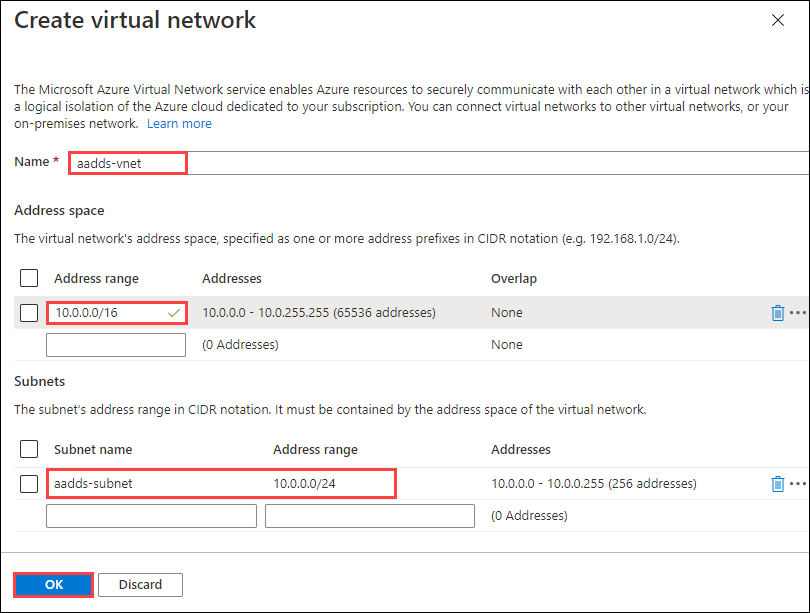 Create virtual network
The Microsoft Azure Virtual Network service enables Azure resources to securely communicate with each other in a virtual network which is
a logical isolation of the Azure cloud dedicated to your subscription. You can connect virtual networks to other virtual networks, or your
on-premises network. Learn more
Name * aadds-vnet
Address space
The virtual network's address space, specified as one or more address prefixes in CIDR notation (e.g. 192.168.1.0/24).
Address range Addresses Overlap
10.0.0.0/16 10.0.0.0 - 10.0.255.255 (65536 addresses) None
(0 Addresses) None
Subnets
The subnet's address range in CIDR notation. It must be contained by the address space of the virtual network.
Subnet name Address range Addresses
aadds-subnet 10.0.0.0/24 10.0.0.0 - 10.0.0.255 (256 addresses)
(0 Addresses)
OK Discard